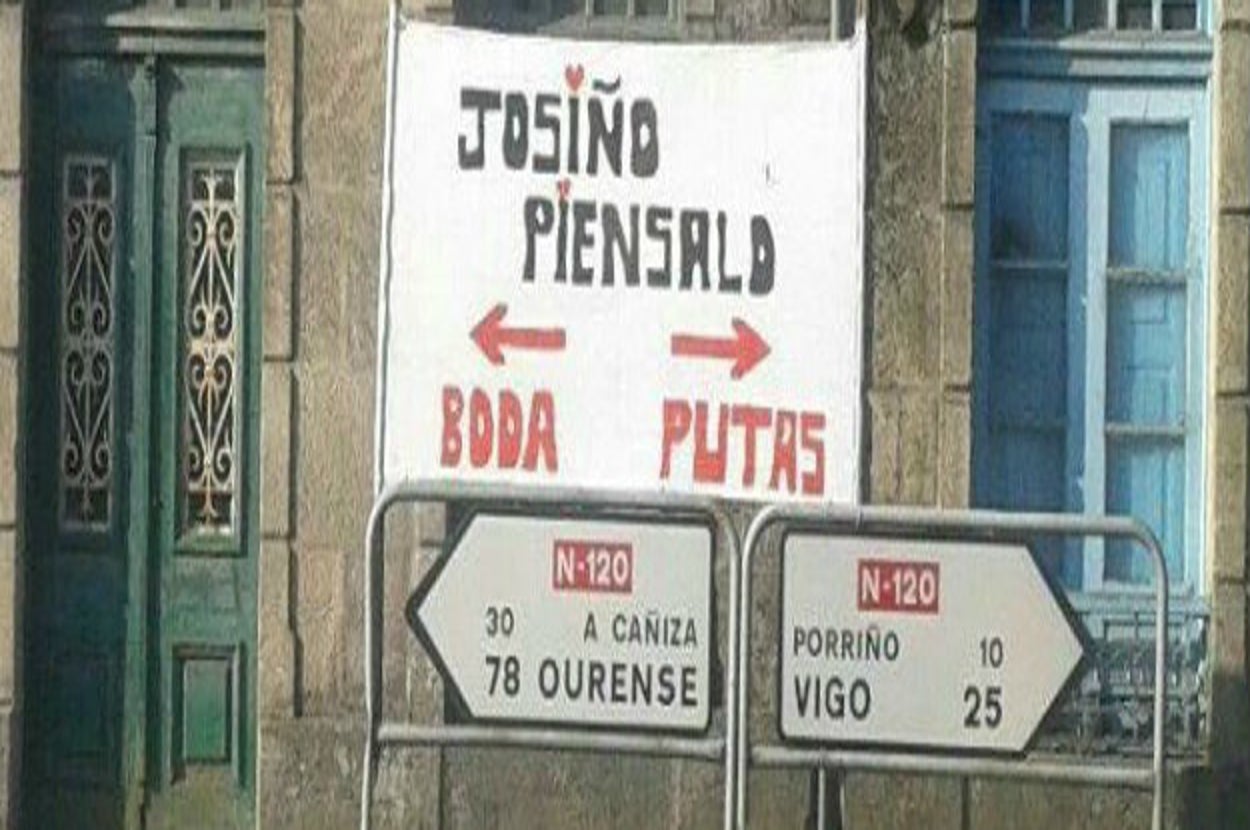 JOSIÑO
PIENSALO
BODA PUTAS
N-120
30 A CAÑIZA
78 OURENSE
N-120
PORRIÑO 10
VIGO 25